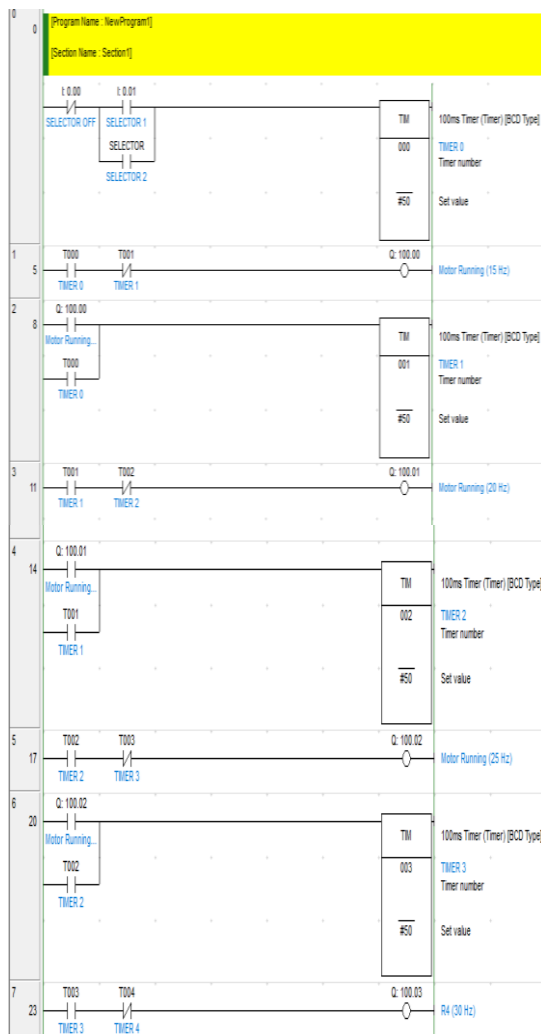 0
0
[Program Name : NewProgram1]
[Section Name : Section1]
I: 0.00 I: 0.01
SELECTOR OFF SELECTOR 1
SELECTOR
SELECTOR 2
TIM 100ms Timer (Timer) [BCD Type]
000 TIMER 0
Timer number
#50 Set value
1
5
T000 T001 Q: 100.00
TIMER 0 TIMER 1 Motor Running (15 Hz)
2
8
Q: 100.00
Motor Running...
T000
TIMER 0
TIM 100ms Timer (Timer) [BCD Type]
001 TIMER 1
Timer number
#50 Set value
3
11
T001 T002 Q: 100.01
TIMER 1 TIMER 2 Motor Running (20 Hz)
4
14
Q: 100.01
Motor Running...
T001
TIMER 1
TIM 100ms Timer (Timer) [BCD Type]
002 TIMER 2
Timer number
#50 Set value
5
17
T002 T003 Q: 100.02
TIMER 2 TIMER 3 Motor Running (25 Hz)
6
20
Q: 100.02
Motor Running...
T002
TIMER 2
TIM 100ms Timer (Timer) [BCD Type]
003 TIMER 3
Timer number
#50 Set value
7
23
T003 T004 Q: 100.03
TIMER 3 TIMER 4 R4 (30 Hz)